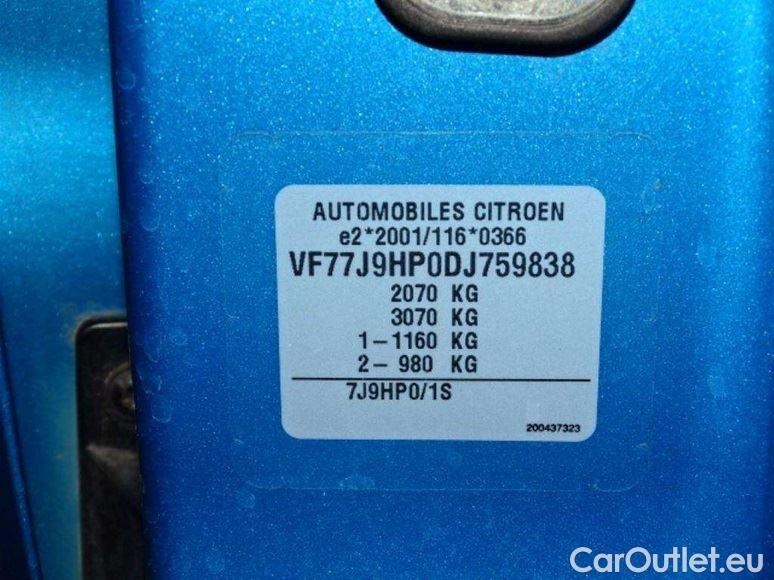 AUTOMOBILES CITROEN
e2*2001/116*0366
VF77J9HP0DJ759838
2070 KG
3070 KG
1-1160 KG
2- 980 KG
7J9HP0/1S
200437323
CarOutlet.eu